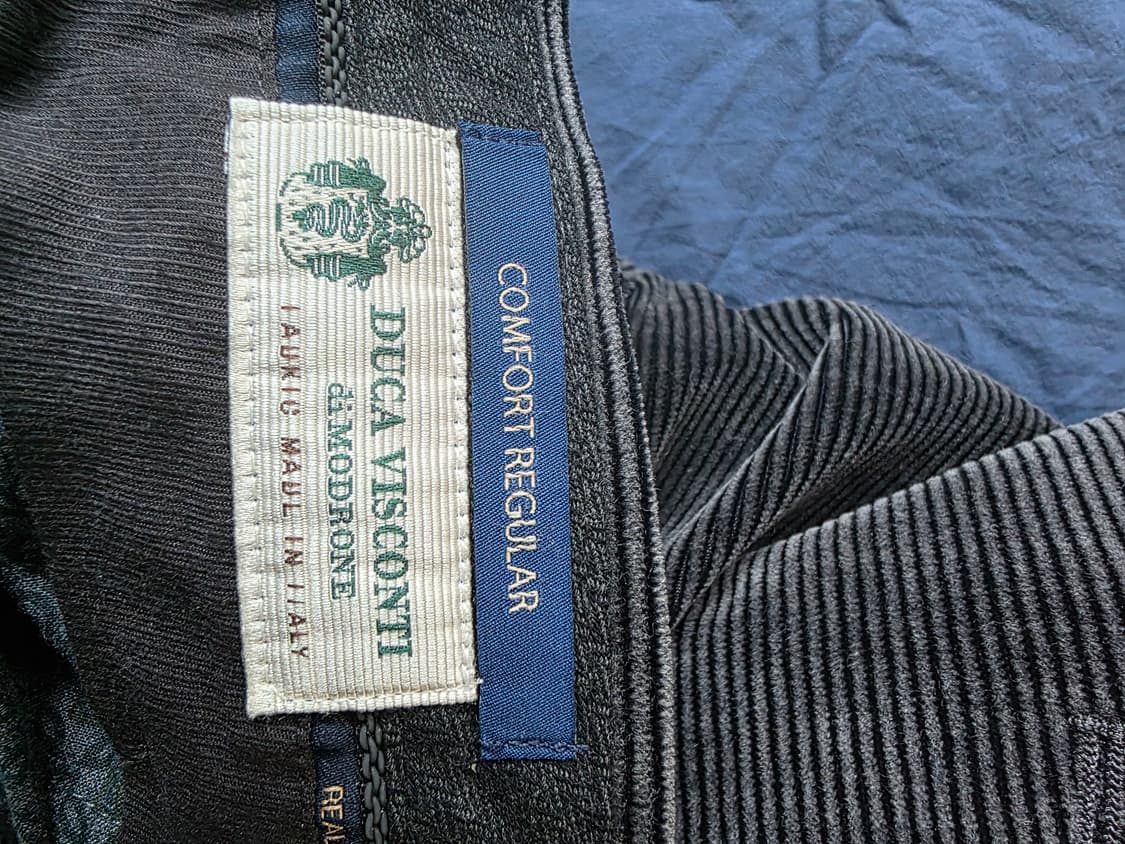 COMFORT REGULAR
DUCA VISCONTI
di MODRONE
FABRIC MADE IN ITALY